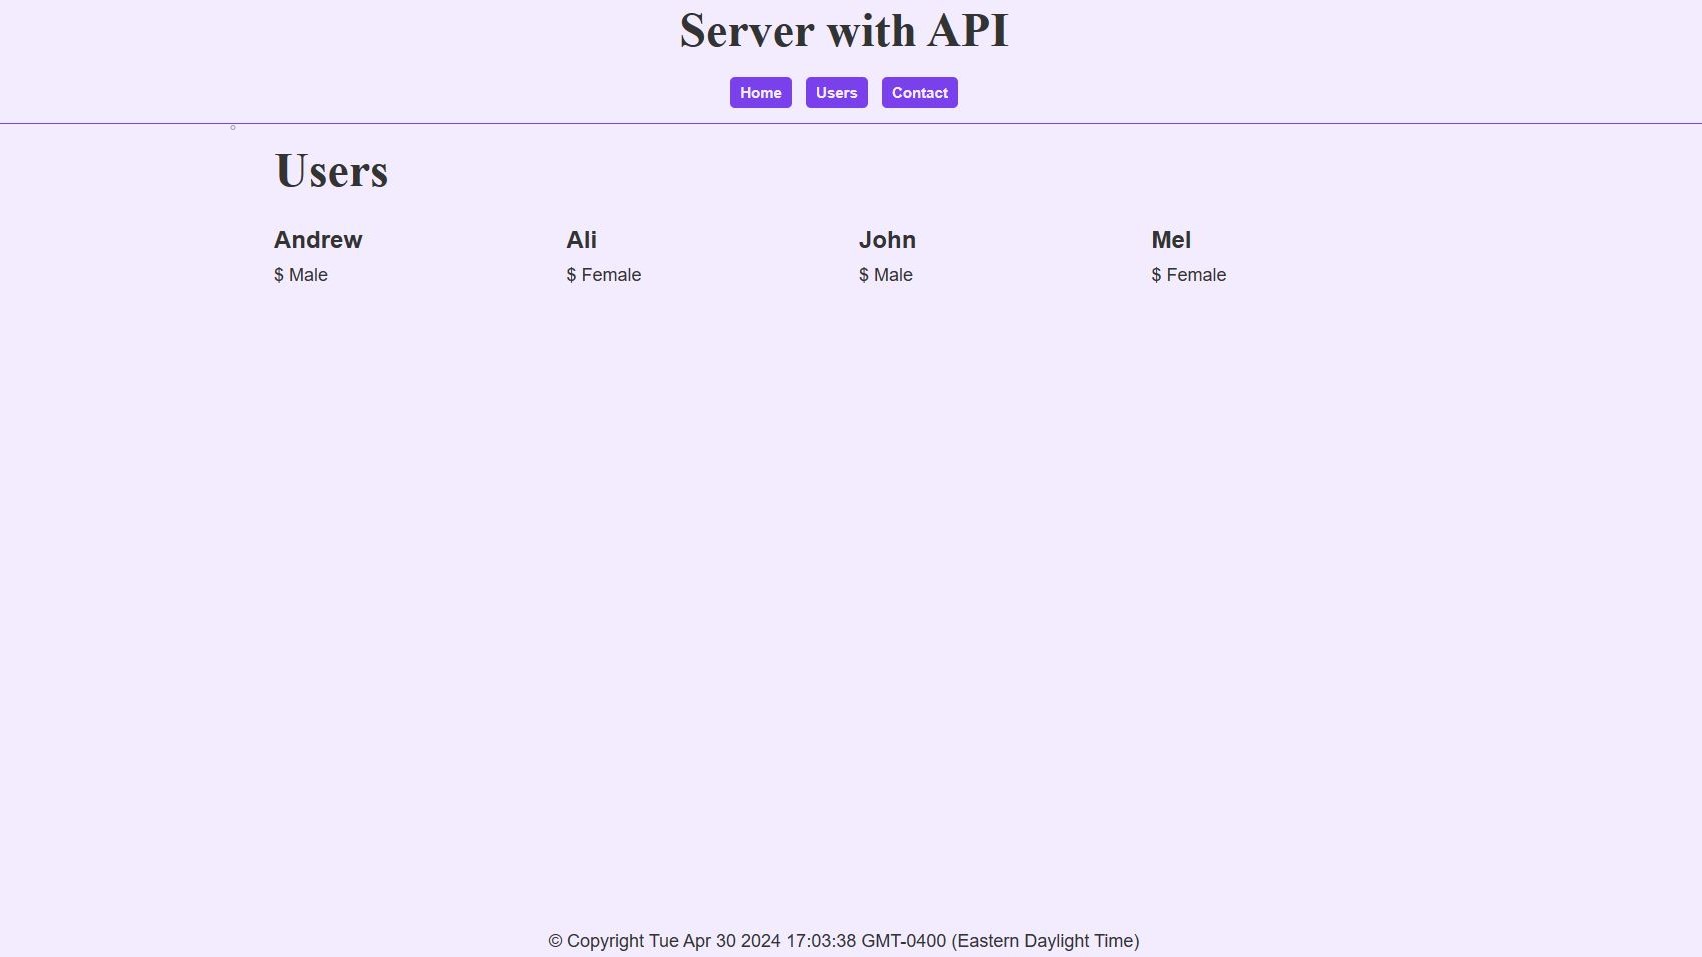 Server with API
Home Users Contact
Users
Andrew Ali John Mel
$ Male $ Female $ Male $ Female
© Copyright Tue Apr 30 2024 17:03:38 GMT-0400 (Eastern Daylight Time)